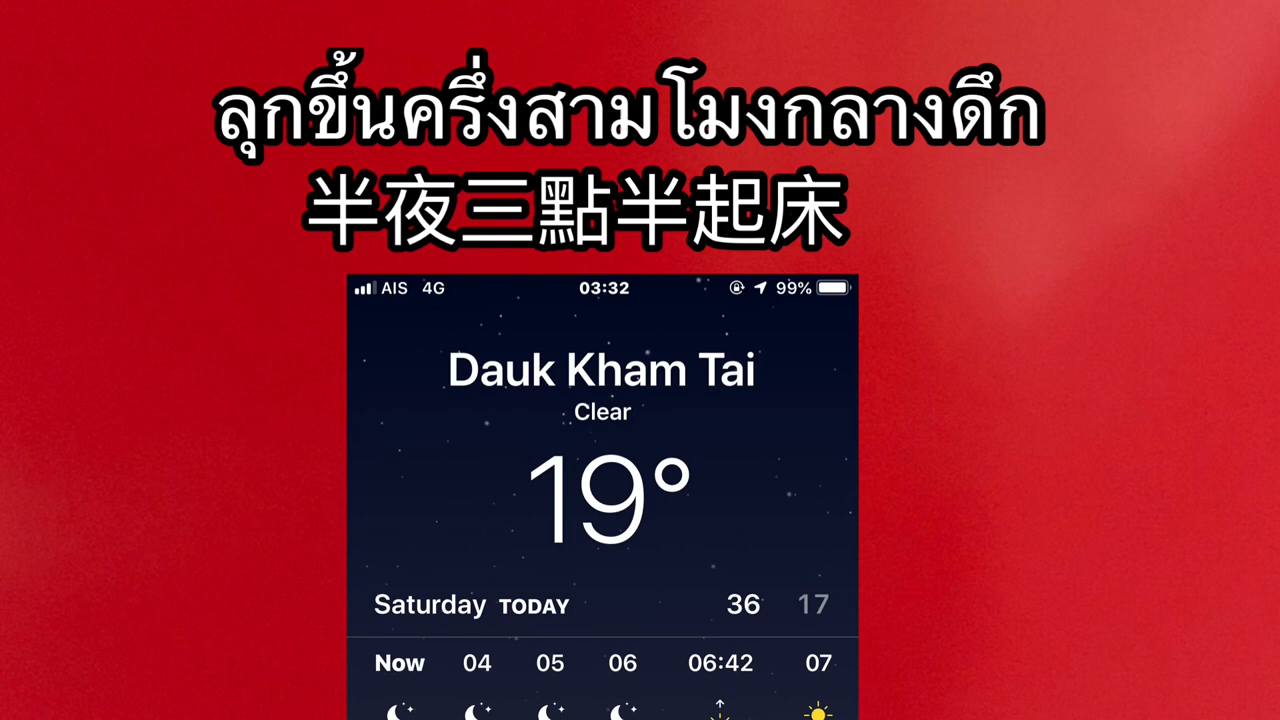 ลุกขึ้นครึ่งสามโมงกลางดึก
半夜三點半起床
AIS 4G 03:32 99%
Dauk Kham Tai
Clear
19°
Saturday TODAY 36 17
Now 04 05 06 06:42 07